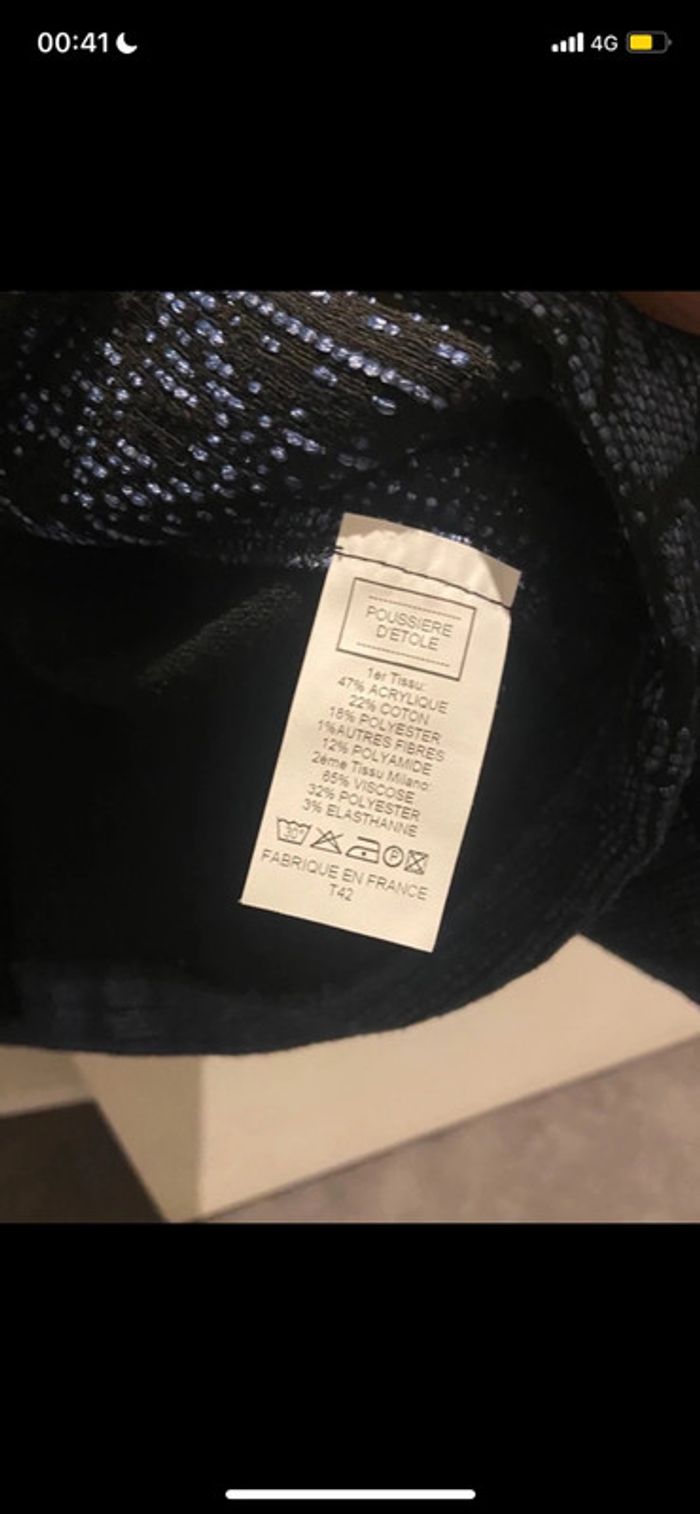 00:41
4G
POUSSIERE
D'ETOLE
1er Tissu:
47% ACRYLIQUE
22% COTON
18% POLYESTER
1%AUTRES FIBRES
12% POLYAMIDE
2ème Tissu Milano:
65% VISCOSE
32% POLYESTER
3% ELASTHANNE
30°
P
FABRIQUE EN FRANCE
T42